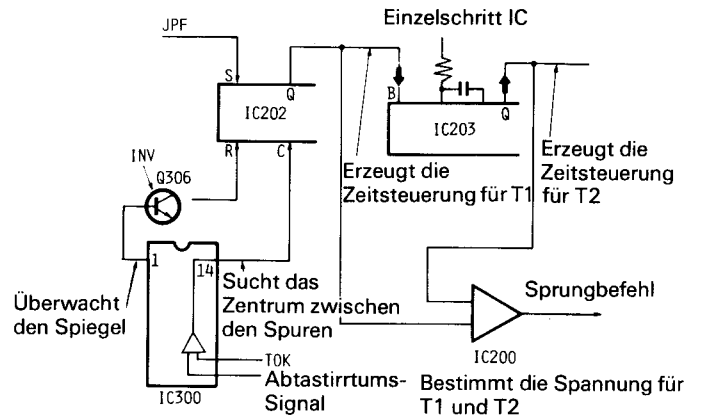 Einzelschritt IC
JPF
S
Q
IC202
R
C
B
IC203
Q
INV
Q306
Erzeugt die
Zeitsteuerung für T1
Erzeugt die
Zeitsteuerung
für T2
1
14
Überwacht
den Spiegel
Sucht das
Zentrum zwischen
den Spuren
Sprungbefehl
IC200
TOK
Abtastirrtums-
Signal
IC300
Bestimmt die Spannung für
T1 und T2